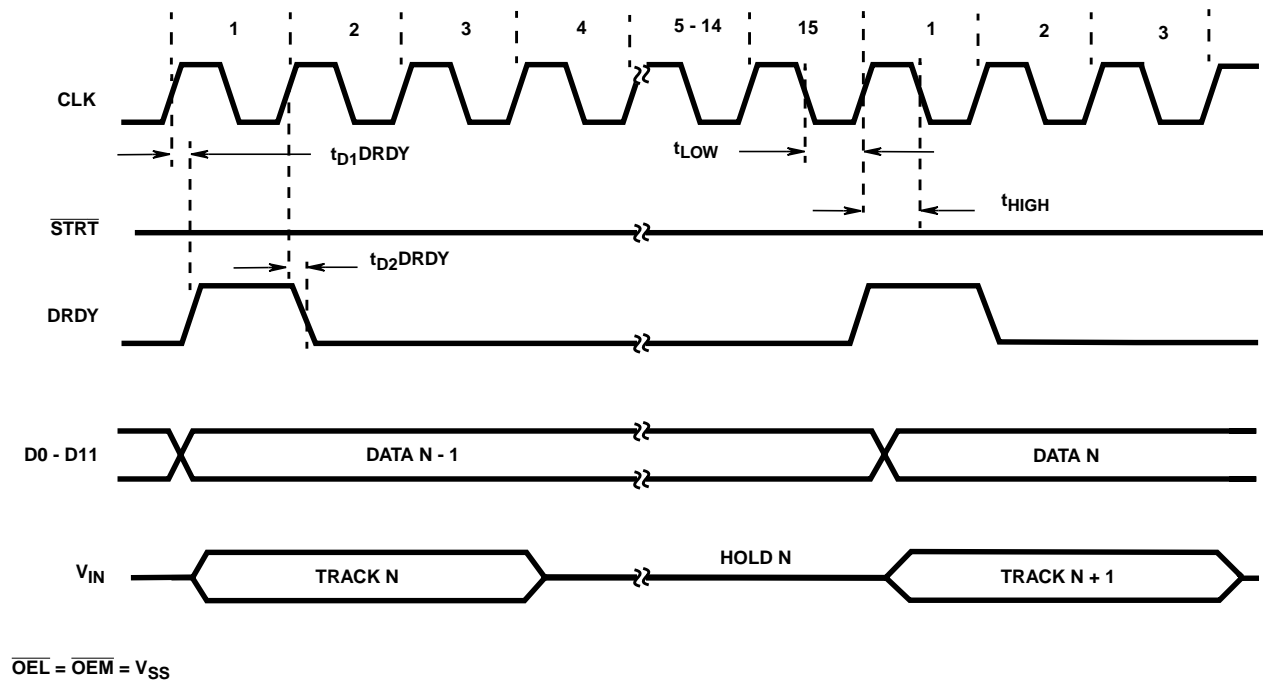 1 2 3 4 5 - 14 15 1 2 3
CLK
tD1DRDY
tLOW
tHIGH
STRT
tD2DRDY
DRDY
D0 - D11
DATA N - 1
DATA N
HOLD N
VIN
TRACK N
TRACK N + 1
OEL = OEM = VSS